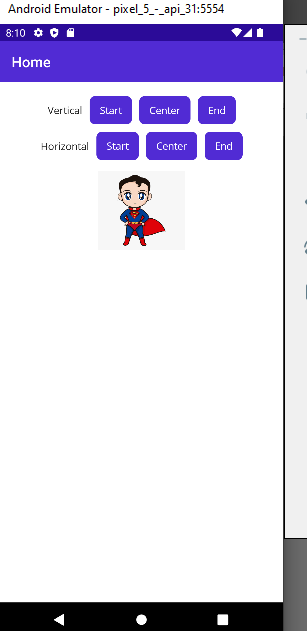 Android Emulator - pixel_5_-_api_31:5554
8:10
Home
Vertical Start Center End
Horizontal Start Center End